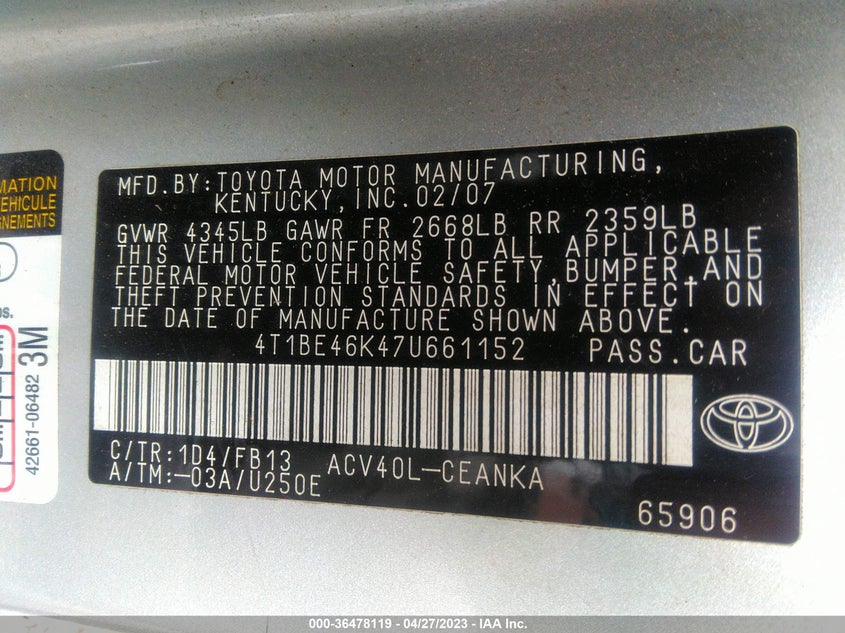 MFD.BY:TOYOTA MOTOR MANUFACTURING,
KENTUCKY,INC.02/07
GVWR 4345LB GAWR FR 2668LB RR 2359LB
THIS VEHICLE CONFORMS TO ALL APPLICABLE
FEDERAL MOTOR VEHICLE SAFETY,BUMPER,AND
THEFT PREVENTION STANDARDS IN EFFECT ON
THE DATE OF MANUFACTURE SHOWN ABOVE.
4T1BE46K47U661152 PASS.CAR
C/TR:1D4/FB13 ACV40L-CEANKA
A/TM:-03A/U250E
65906
VEHICULE
3M
42661-06482
000-36478119 - 04/27/2023 - IAA Inc.